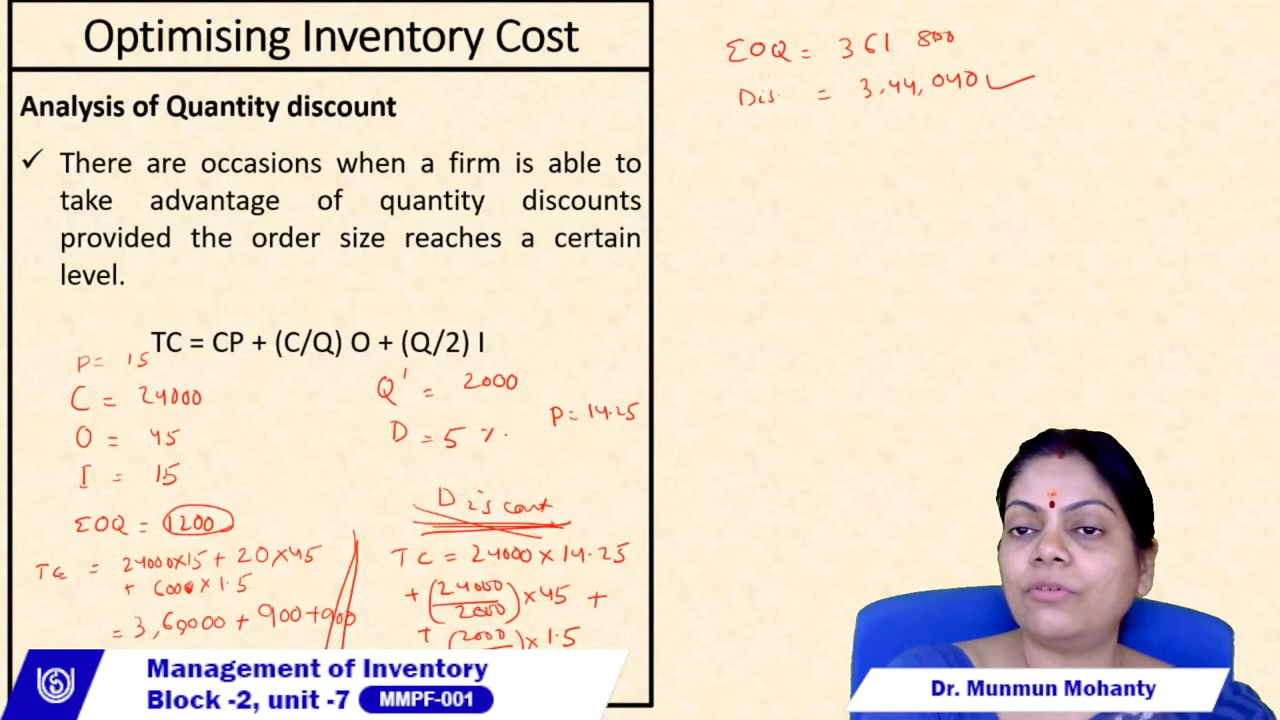 Optimising Inventory Cost
Analysis of Quantity discount
✓ There are occasions when a firm is able to
take advantage of quantity discounts
provided the order size reaches a certain
level.
TC = CP + (C/Q) O + (Q/2) I
P = 15
C = 24000
O = 45
I = 15
EOQ = 1200
TC = 24000×15 + 20×45
+ 600×1.5
= 3,60000 + 900+900
Q' = 2000
D = 5 %.
P = 14.25
Discount
TC = 24000 × 14.25
+ (24000/2000) × 45 +
+ (2000/ ) × 1.5
EOQ = 361 800
Dis. = 3,44,040 ✓
Management of Inventory
Block -2, unit -7 MMPF-001
Dr. Munmun Mohanty